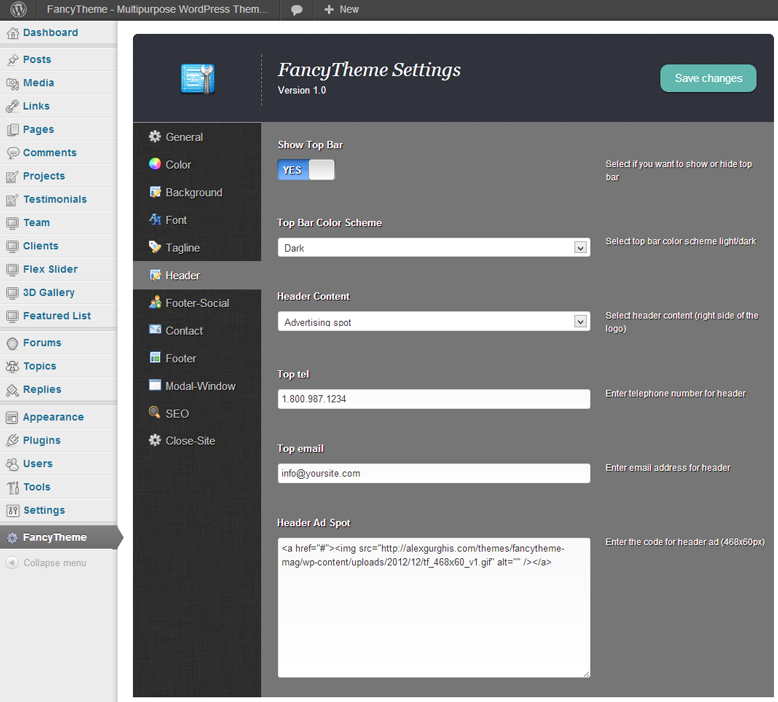 FancyTheme - Multipurpose WordPress Them...
New
Dashboard
Posts
Media
Links
Pages
Comments
Projects
Testimonials
Team
Clients
Flex Slider
3D Gallery
Featured List
Forums
Topics
Replies
Appearance
Plugins
Users
Tools
Settings
FancyTheme
Collapse menu
FancyTheme Settings
Version 1.0
Save changes
General
Color
Background
Font
Tagline
Header
Footer-Social
Contact
Footer
Modal-Window
SEO
Close-Site
Show Top Bar
YES
Select if you want to show or hide top
bar
Top Bar Color Scheme
Dark
Select top bar color scheme light/dark
Header Content
Advertising spot
Select header content (right side of the
logo)
Top tel
1.800.987.1234
Enter telephone number for header
Top email
info@yoursite.com
Enter email address for header
Header Ad Spot
<a href="#"><img src="http://alexgurghis.com/themes/fancytheme-
mag/wp-content/uploads/2012/12/tf_468x60_v1.gif" alt="" /></a>
Enter the code for header ad (468x60px)